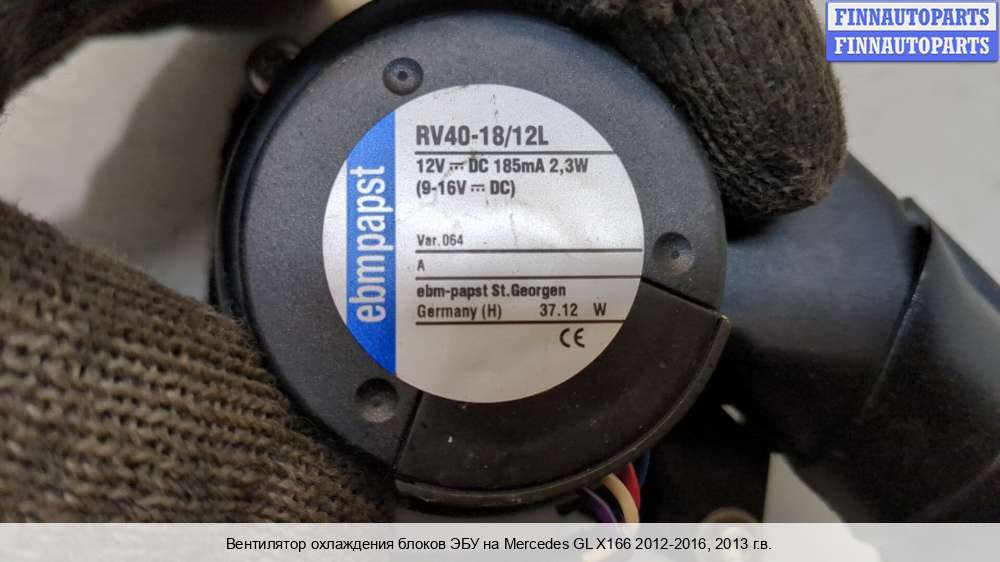 FINNAUTOPARTS
FINNAUTOPARTS
ebmpapst
RV40-18/12L
12V ⎓ DC 185mA 2,3W
(9-16V ⎓ DC)
Var.064
A
ebm-papst St.Georgen
Germany (H) 37.12 W
CE
Вентилятор охлаждения блоков ЭБУ на Mercedes GL X166 2012-2016, 2013 г.в.